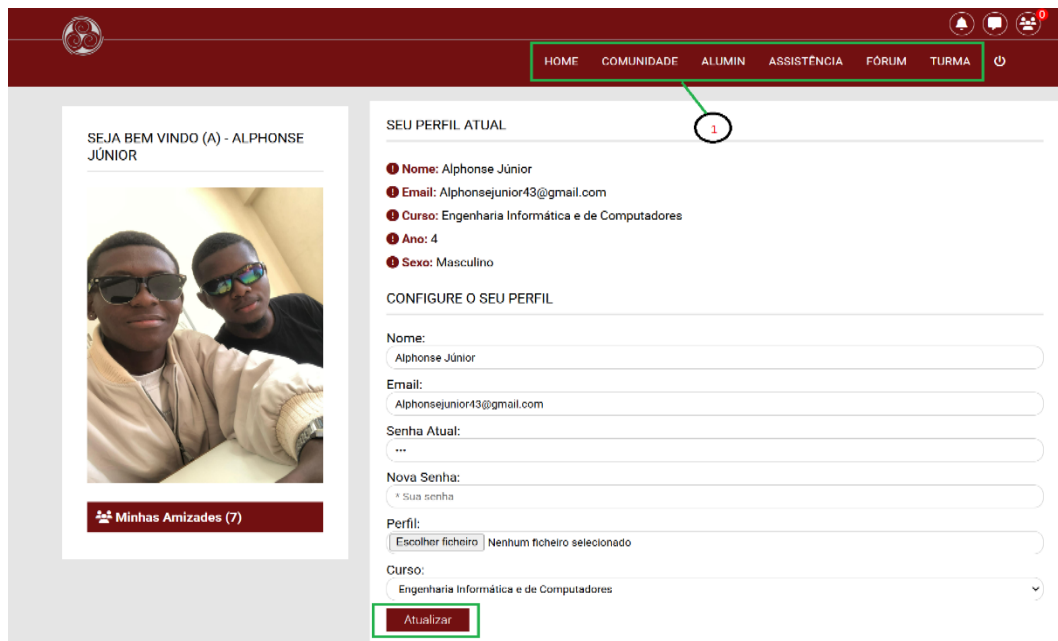 0
HOME COMUNIDADE ALUMIN ASSISTÊNCIA FÓRUM TURMA
1
SEJA BEM VINDO (A) - ALPHONSE
JÚNIOR
Minhas Amizades (7)
SEU PERFIL ATUAL
Nome: Alphonse Júnior
Email: Alphonsejunior43@gmail.com
Curso: Engenharia Informática e de Computadores
Ano: 4
Sexo: Masculino
CONFIGURE O SEU PERFIL
Nome:
Alphonse Júnior
Email:
Alphonsejunior43@gmail.com
Senha Atual:
•••
Nova Senha:
* Sua senha
Perfil:
Escolher ficheiro Nenhum ficheiro selecionado
Curso:
Engenharia Informática e de Computadores
Atualizar